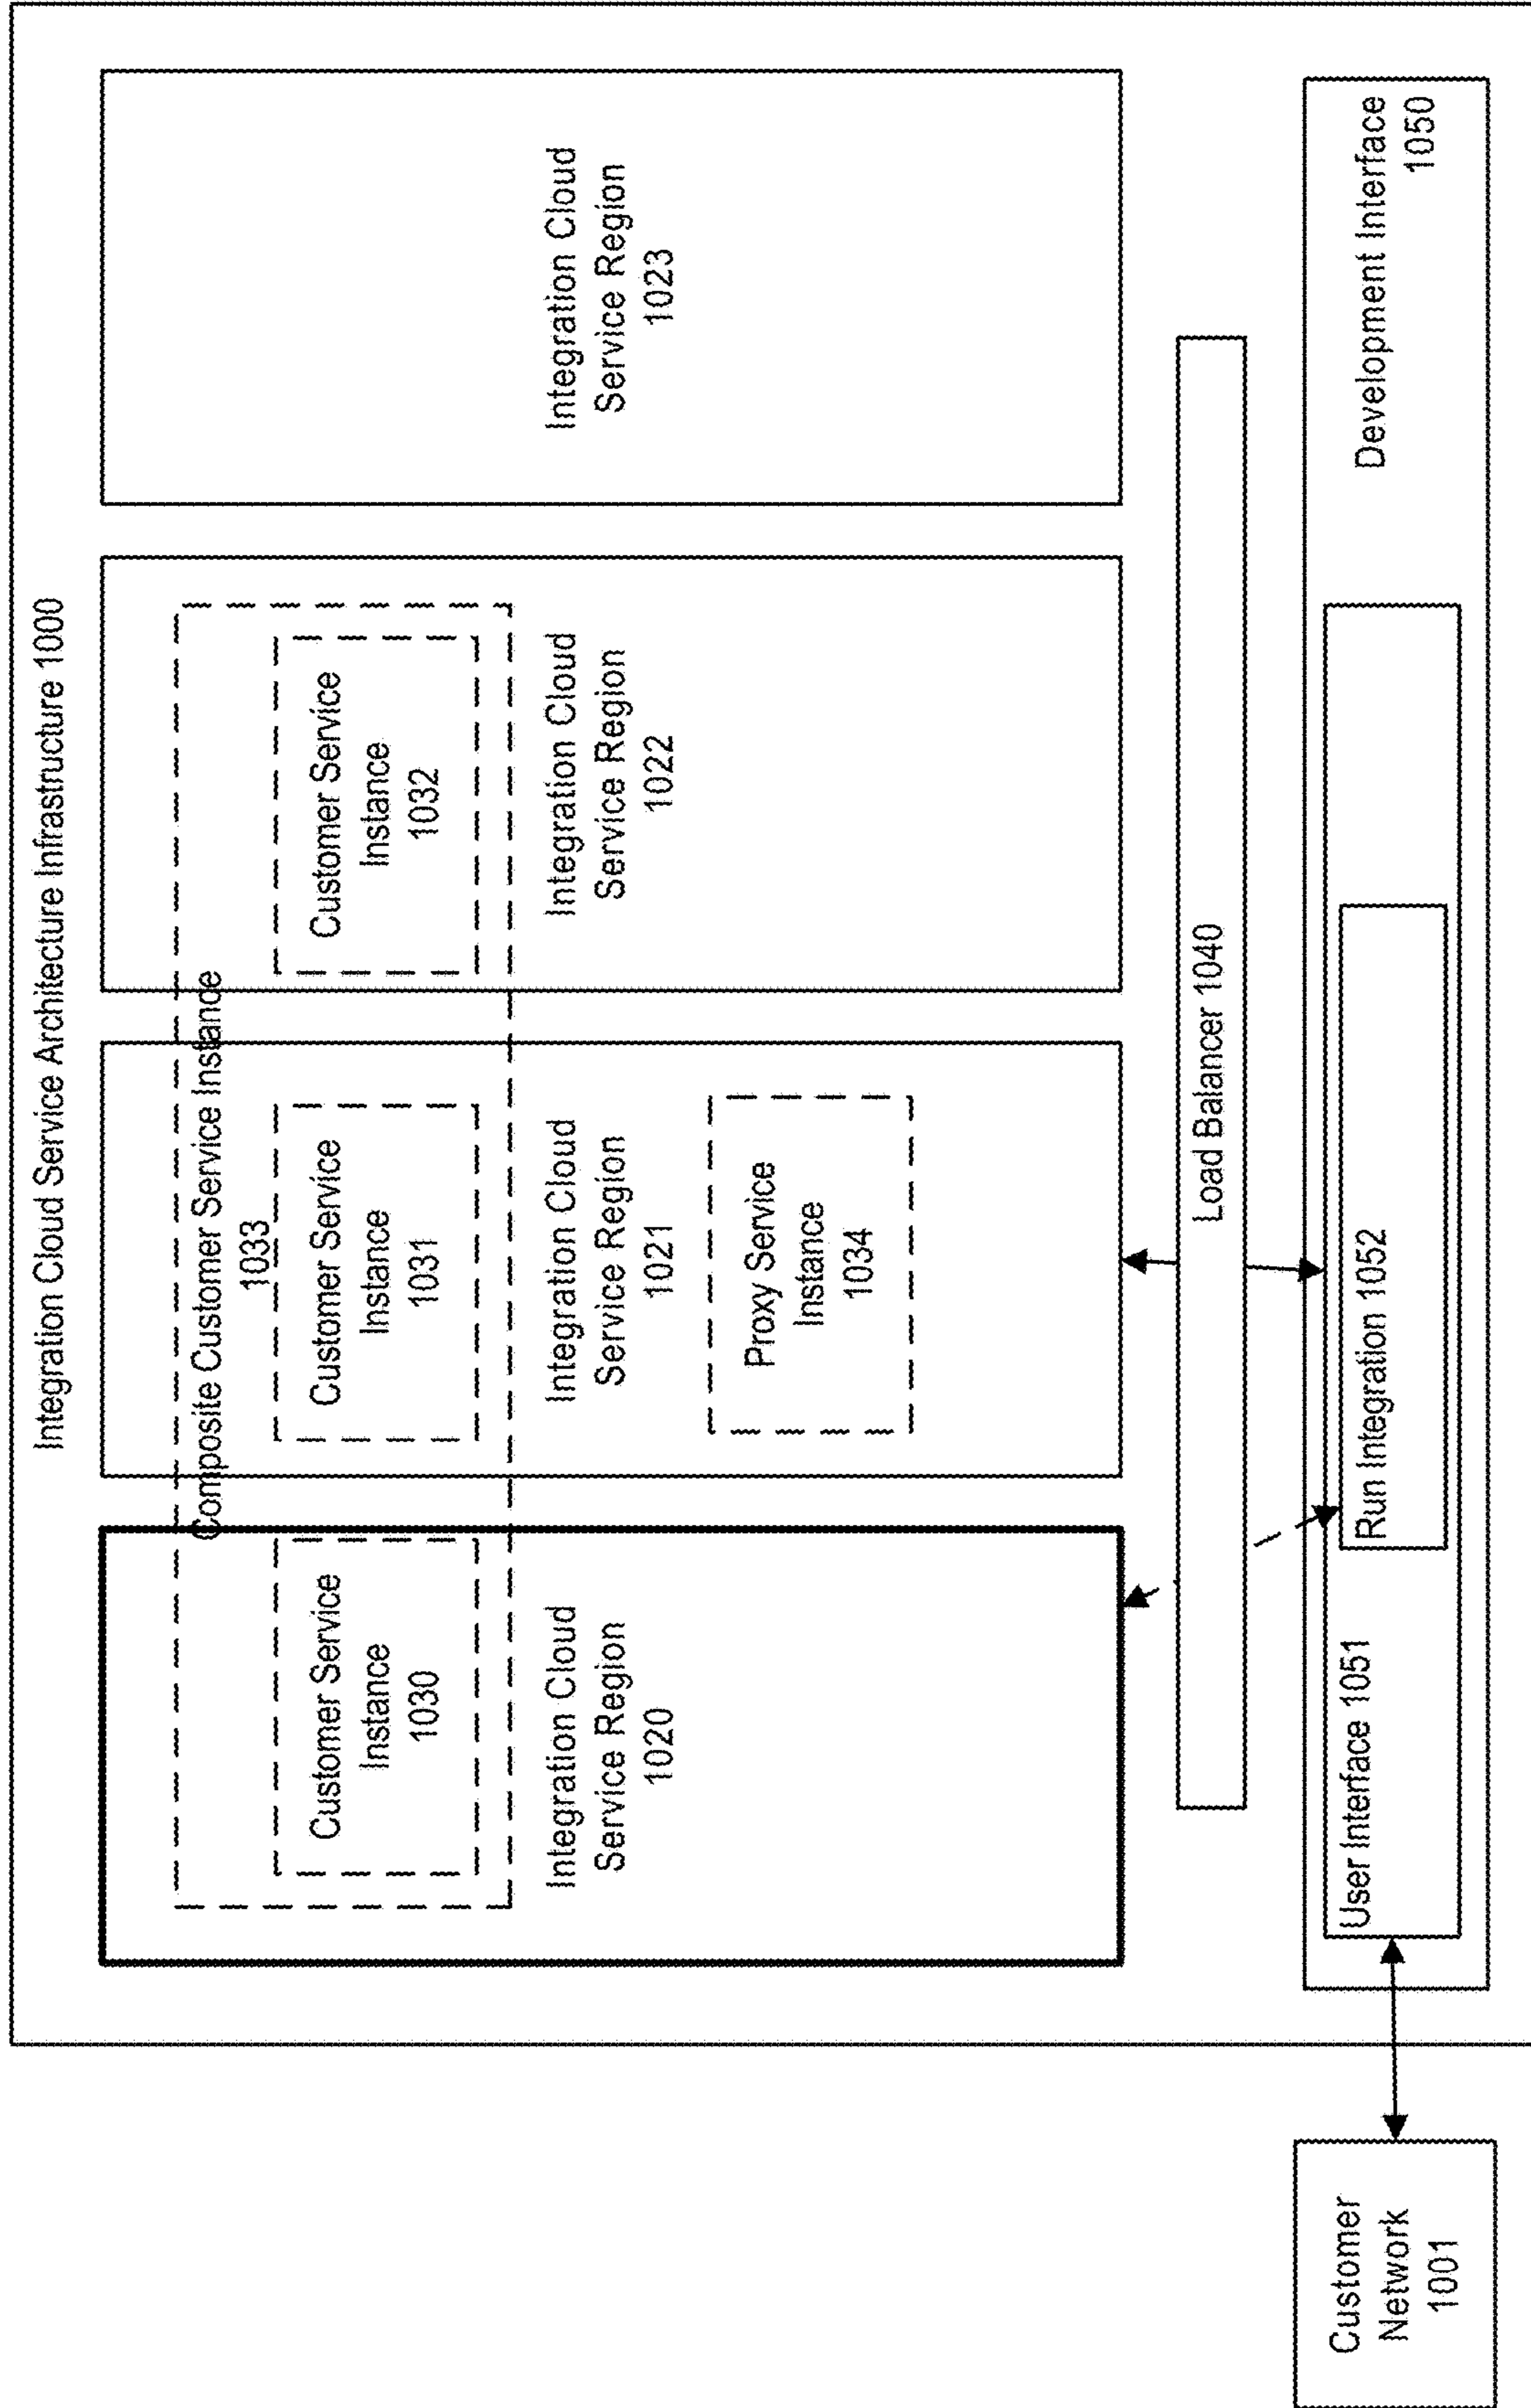 Integration Cloud Service Architecture Infrastructure 1000
Composite Customer Service Instance
1033
Customer Service
Instance
1030
Customer Service
Instance
1031
Customer Service
Instance
1032
Integration Cloud
Service Region
1020
Integration Cloud
Service Region
1021
Integration Cloud
Service Region
1022
Integration Cloud
Service Region
1023
Proxy Service
Instance
1034
Load Balancer 1040
Customer
Network
1001
User Interface 1051
Run Integration 1052
Development Interface
1050